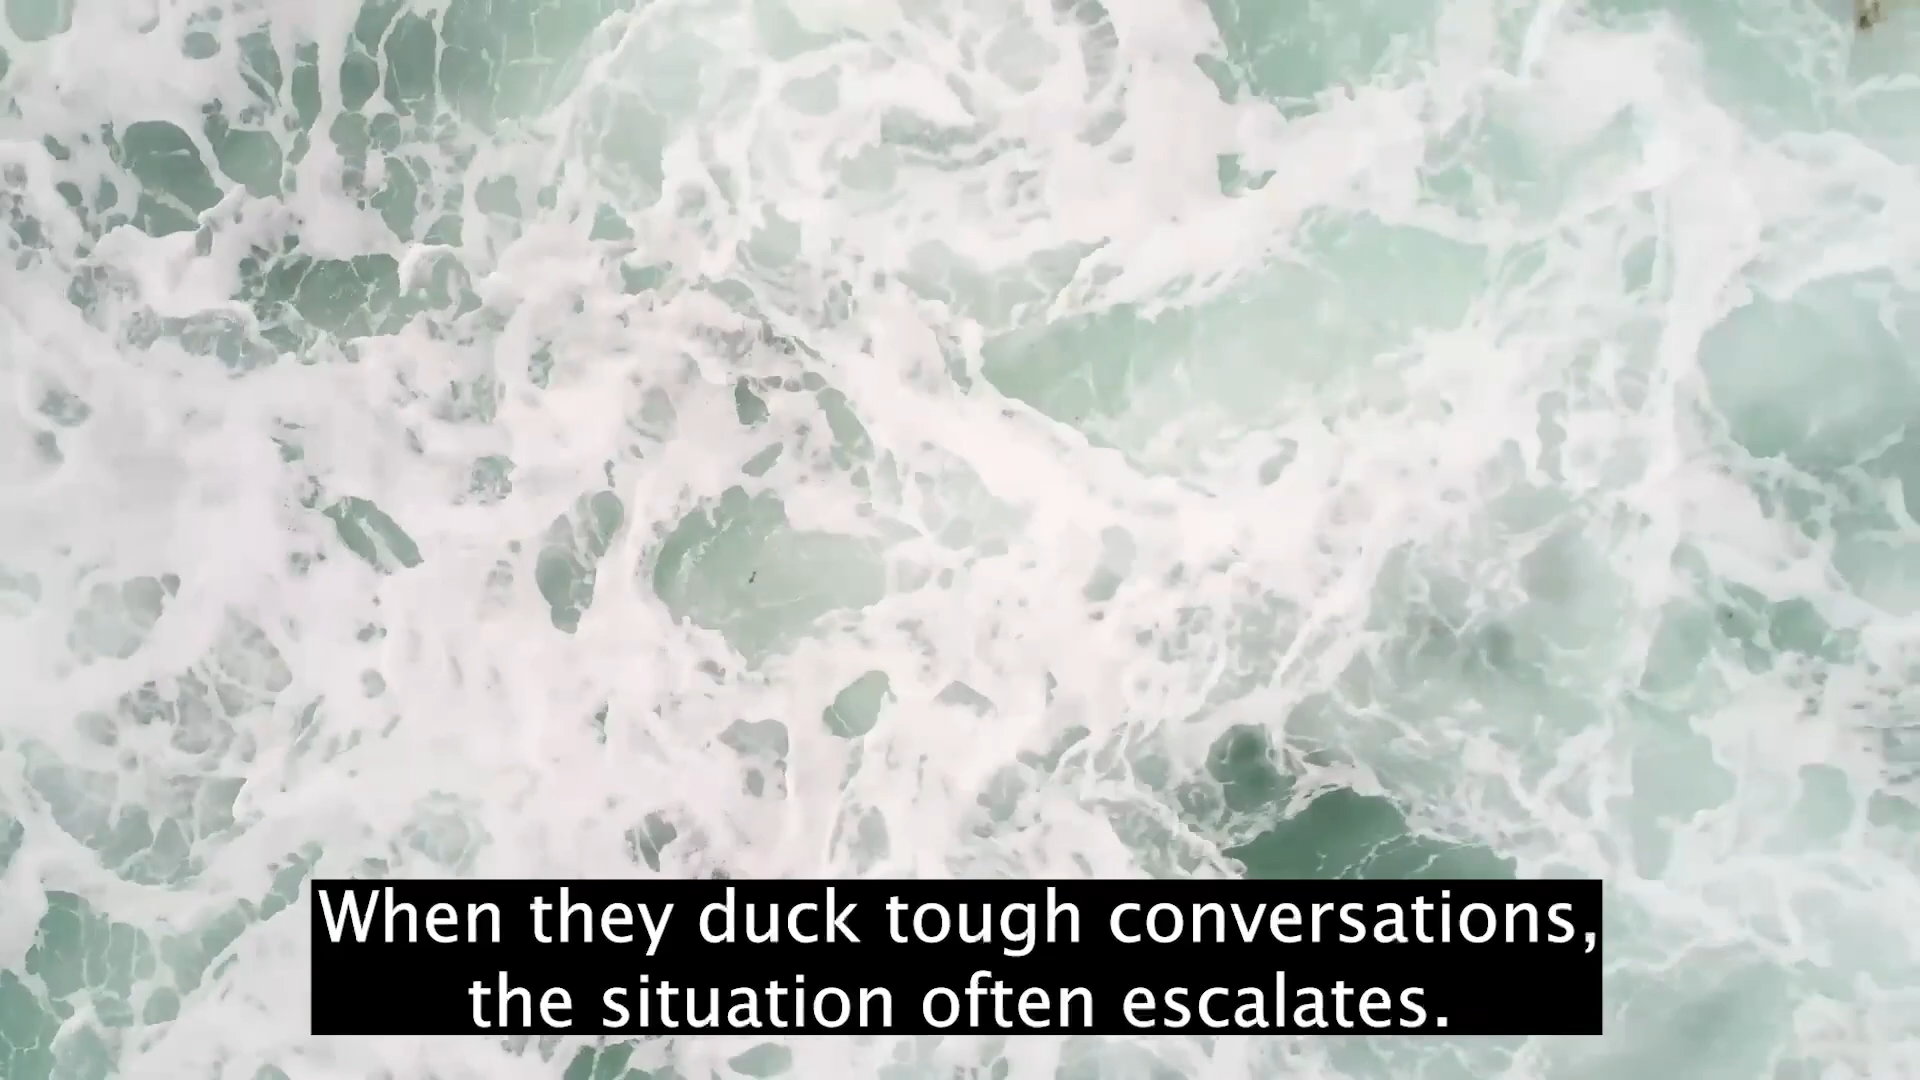 When they duck tough conversations,
the situation often escalates.